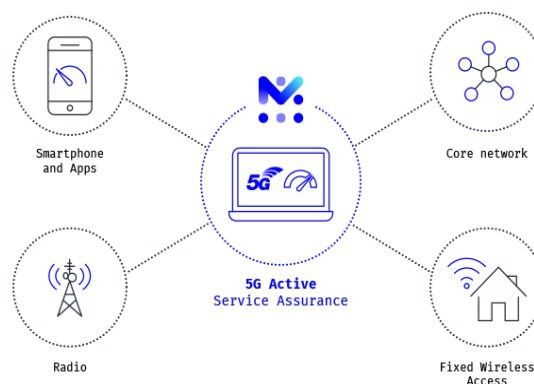 Smartphone
and Apps
Core network
5G
5G Active
Service Assurance
Radio
Fixed Wireless
Access